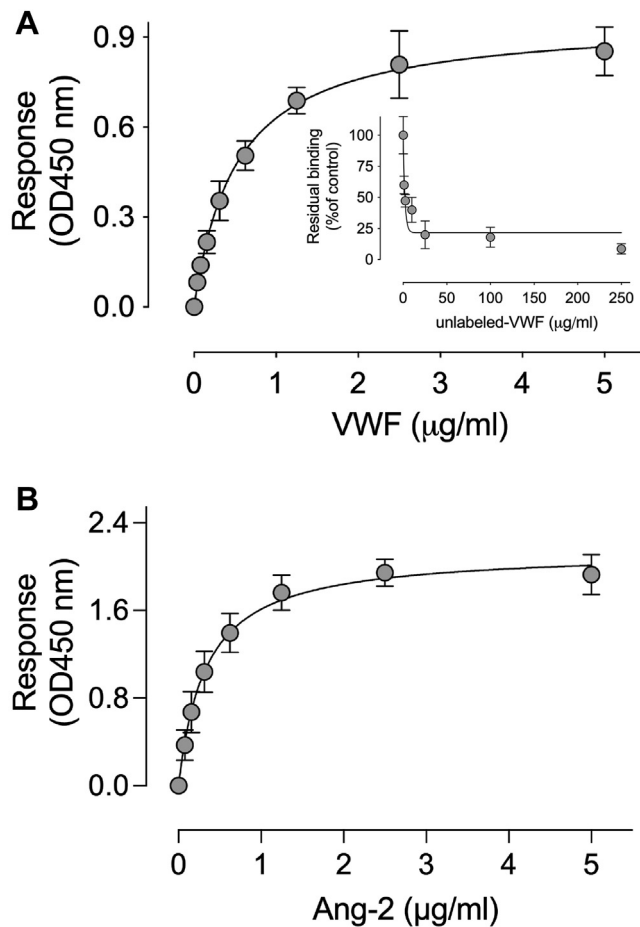 A
Response
(OD450 nm)
0.9
0.6
0.3
0.0
Residual binding
(%of control)
100
75
50
25
0
0 50 100 150 200 250
unlabeled-VWF (μg/ml)
0 1 2 3 4 5
VWF (μg/ml)
B
Response
(OD450 nm)
2.4
1.6
0.8
0.0
0 1 2 3 4 5
Ang-2 (μg/ml)